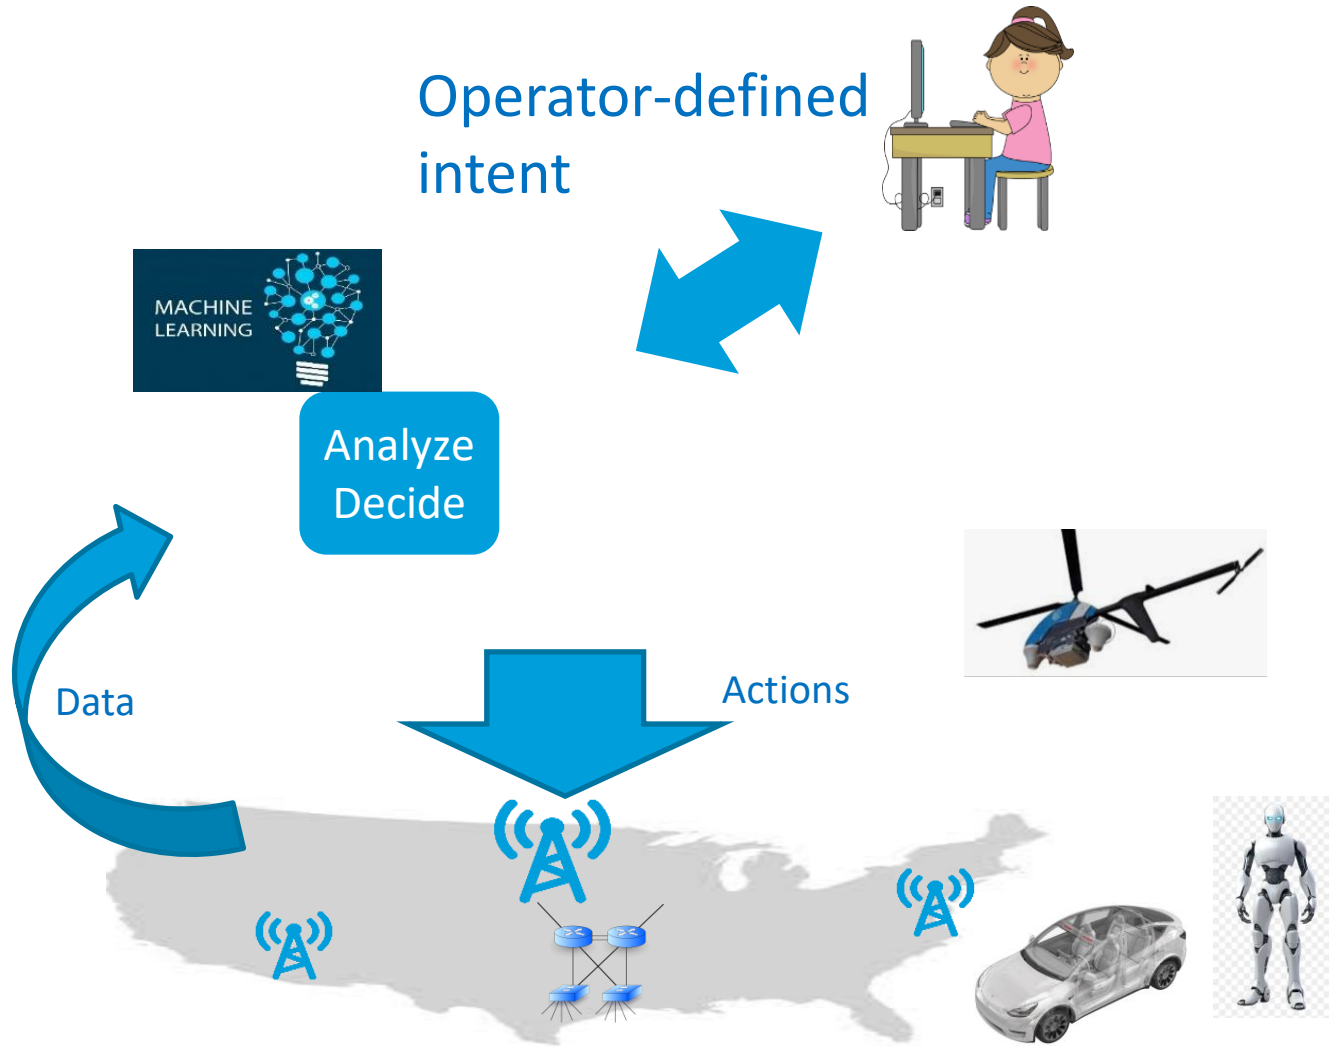 Operator-defined
intent
MACHINE
LEARNING
Analyze
Decide
Data
Actions